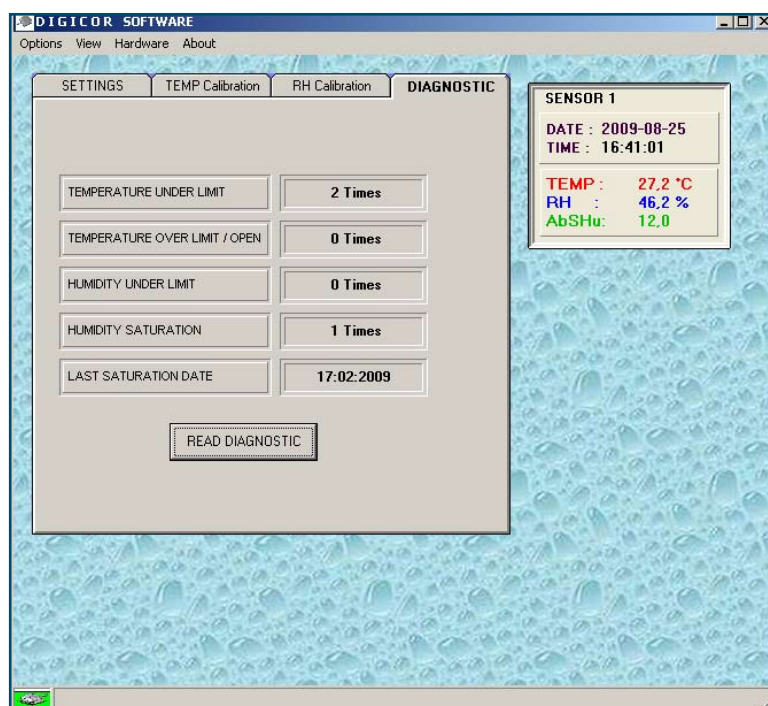 DIGICOR SOFTWARE
Options View Hardware About
SETTINGS TEMP Calibration RH Calibration DIAGNOSTIC
TEMPERATURE UNDER LIMIT 2 Times
TEMPERATURE OVER LIMIT / OPEN 0 Times
HUMIDITY UNDER LIMIT 0 Times
HUMIDITY SATURATION 1 Times
LAST SATURATION DATE 17:02:2009
READ DIAGNOSTIC
SENSOR 1
DATE : 2009-08-25
TIME : 16:41:01
TEMP : 27,2 °C
RH : 46,2 %
AbSHu: 12,0